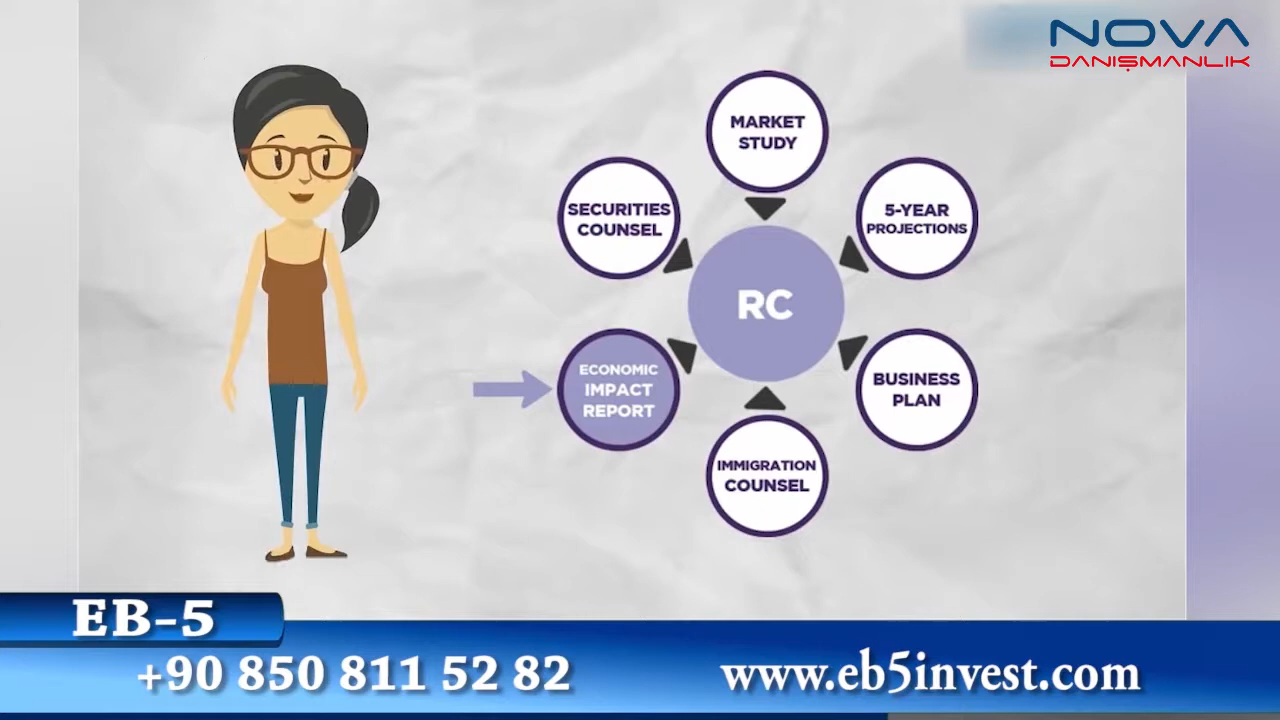 NOVA
DANIŞMANLIK
MARKET
STUDY
SECURITIES
COUNSEL
5-YEAR
PROJECTIONS
RC
ECONOMIC
IMPACT
REPORT
BUSINESS
PLAN
IMMIGRATION
COUNSEL
EB-5
+90 850 811 52 82
www.eb5invest.com